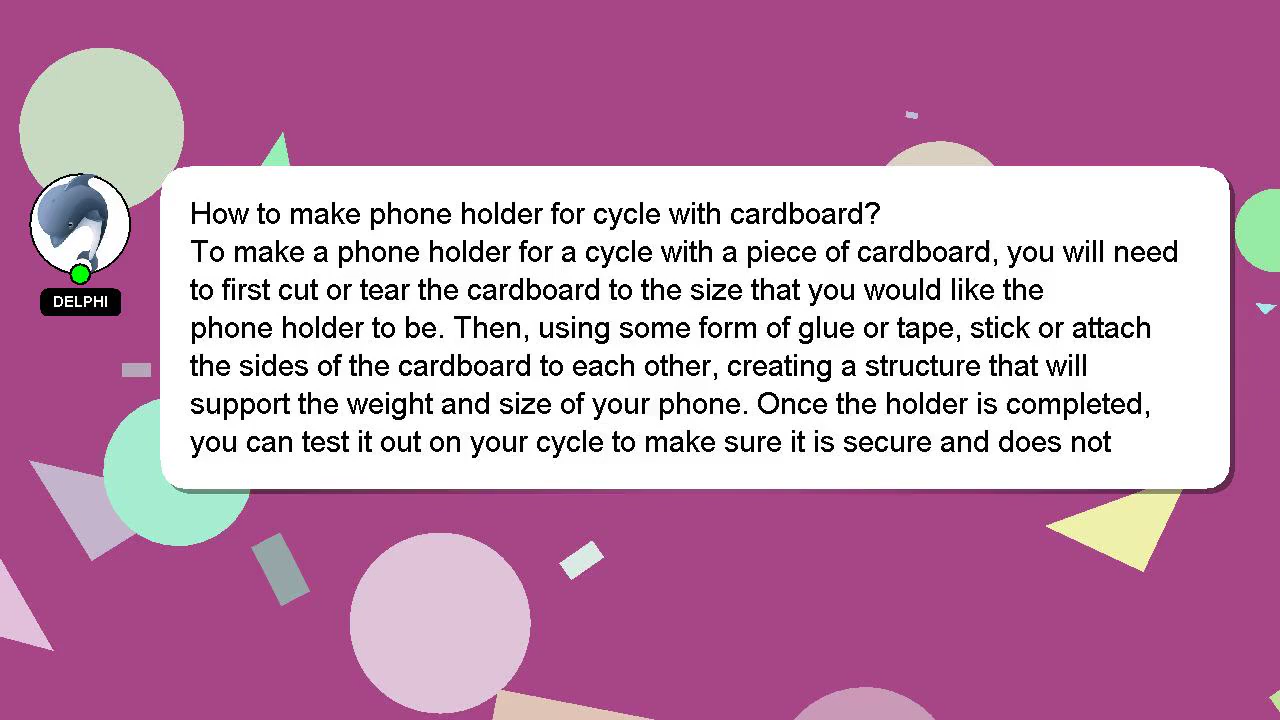 How to make phone holder for cycle with cardboard?
To make a phone holder for a cycle with a piece of cardboard, you will need
to first cut or tear the cardboard to the size that you would like the
phone holder to be. Then, using some form of glue or tape, stick or attach
the sides of the cardboard to each other, creating a structure that will
support the weight and size of your phone. Once the holder is completed,
you can test it out on your cycle to make sure it is secure and does not
DELPHI